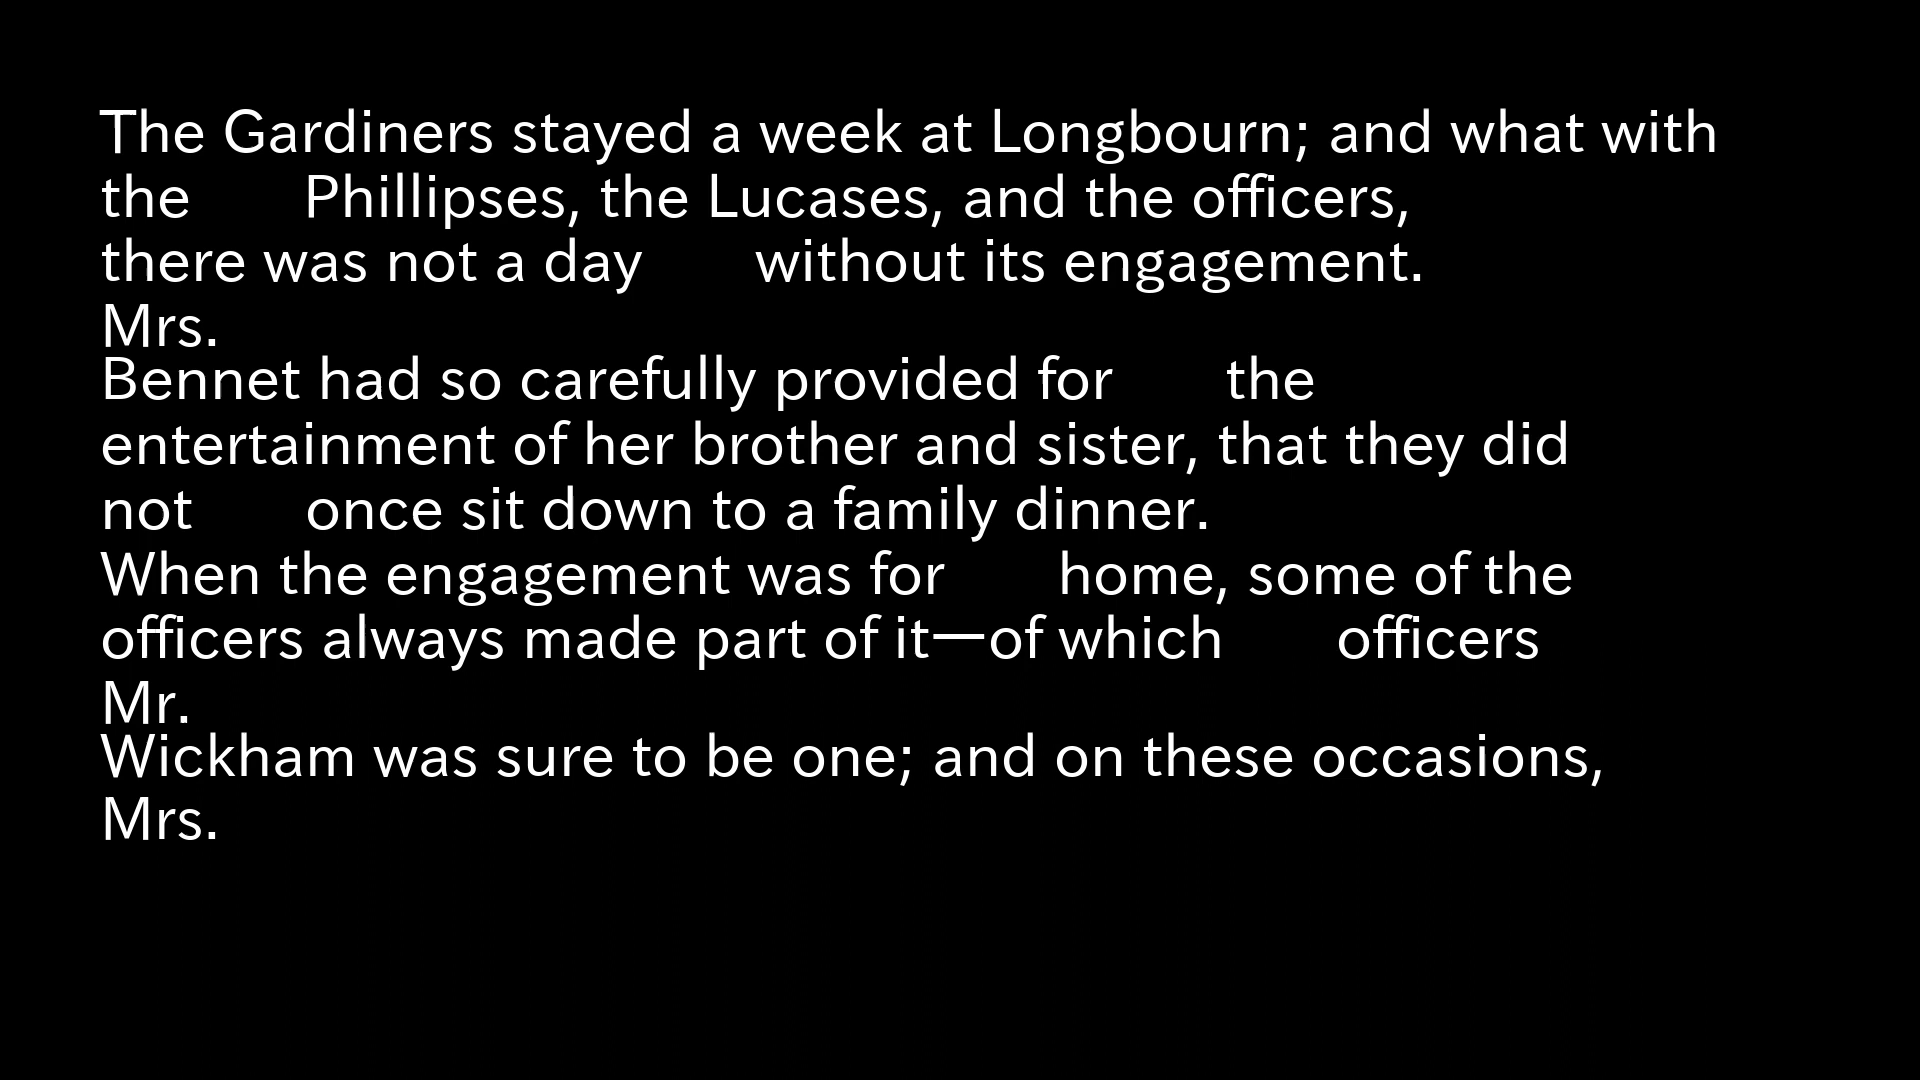 The Gardiners stayed a week at Longbourn; and what with
the Phillipses, the Lucases, and the officers,
there was not a day without its engagement.
Mrs.
Bennet had so carefully provided for the
entertainment of her brother and sister, that they did
not once sit down to a family dinner.
When the engagement was for home, some of the
officers always made part of it—of which officers
Mr.
Wickham was sure to be one; and on these occasions,
Mrs.